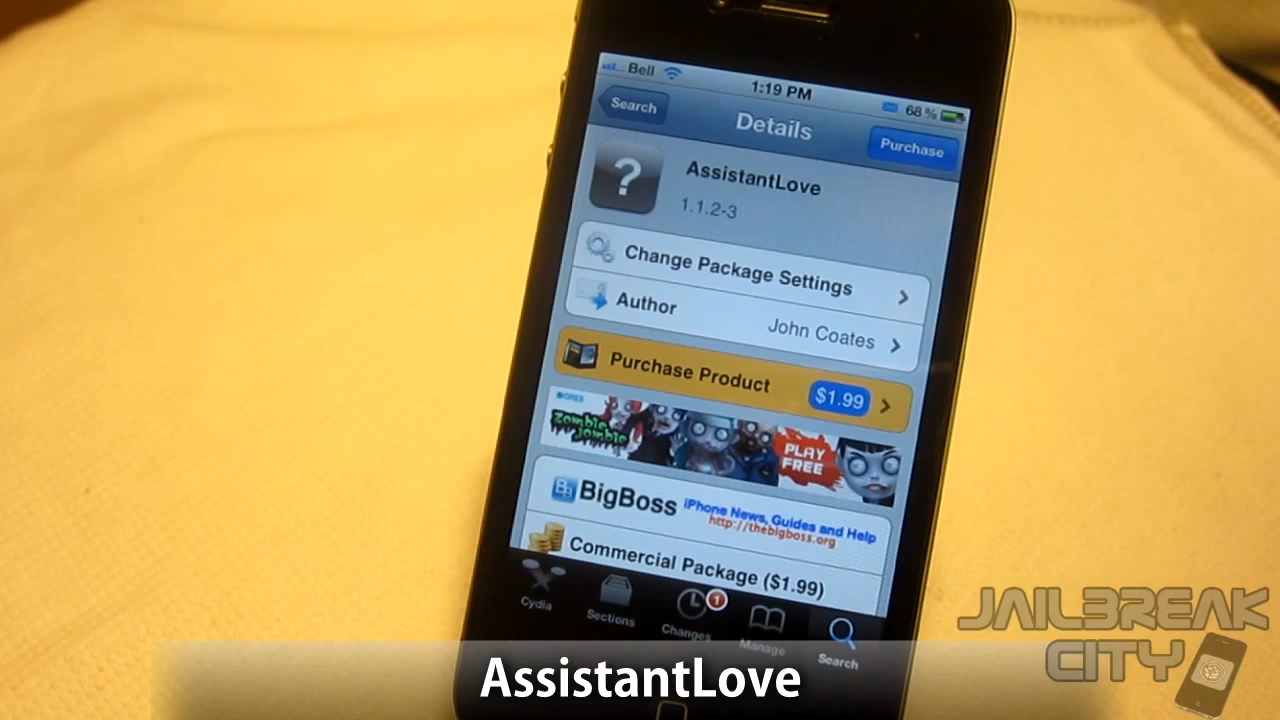 Bell
1:19 PM
68%
Search
Details
Purchase
?
AssistantLove
1.1.2-3
Change Package Settings
Author
John Coates
Purchase Product
$1.99
GREE
Zombie Jombie
PLAY FREE
BigBoss
iPhone News, Guides and Help
http://thebigboss.org
Commercial Package ($1.99)
Cydia
Sections
Changes
1
Manage
Search
AssistantLove
JAILBREAK
CITY